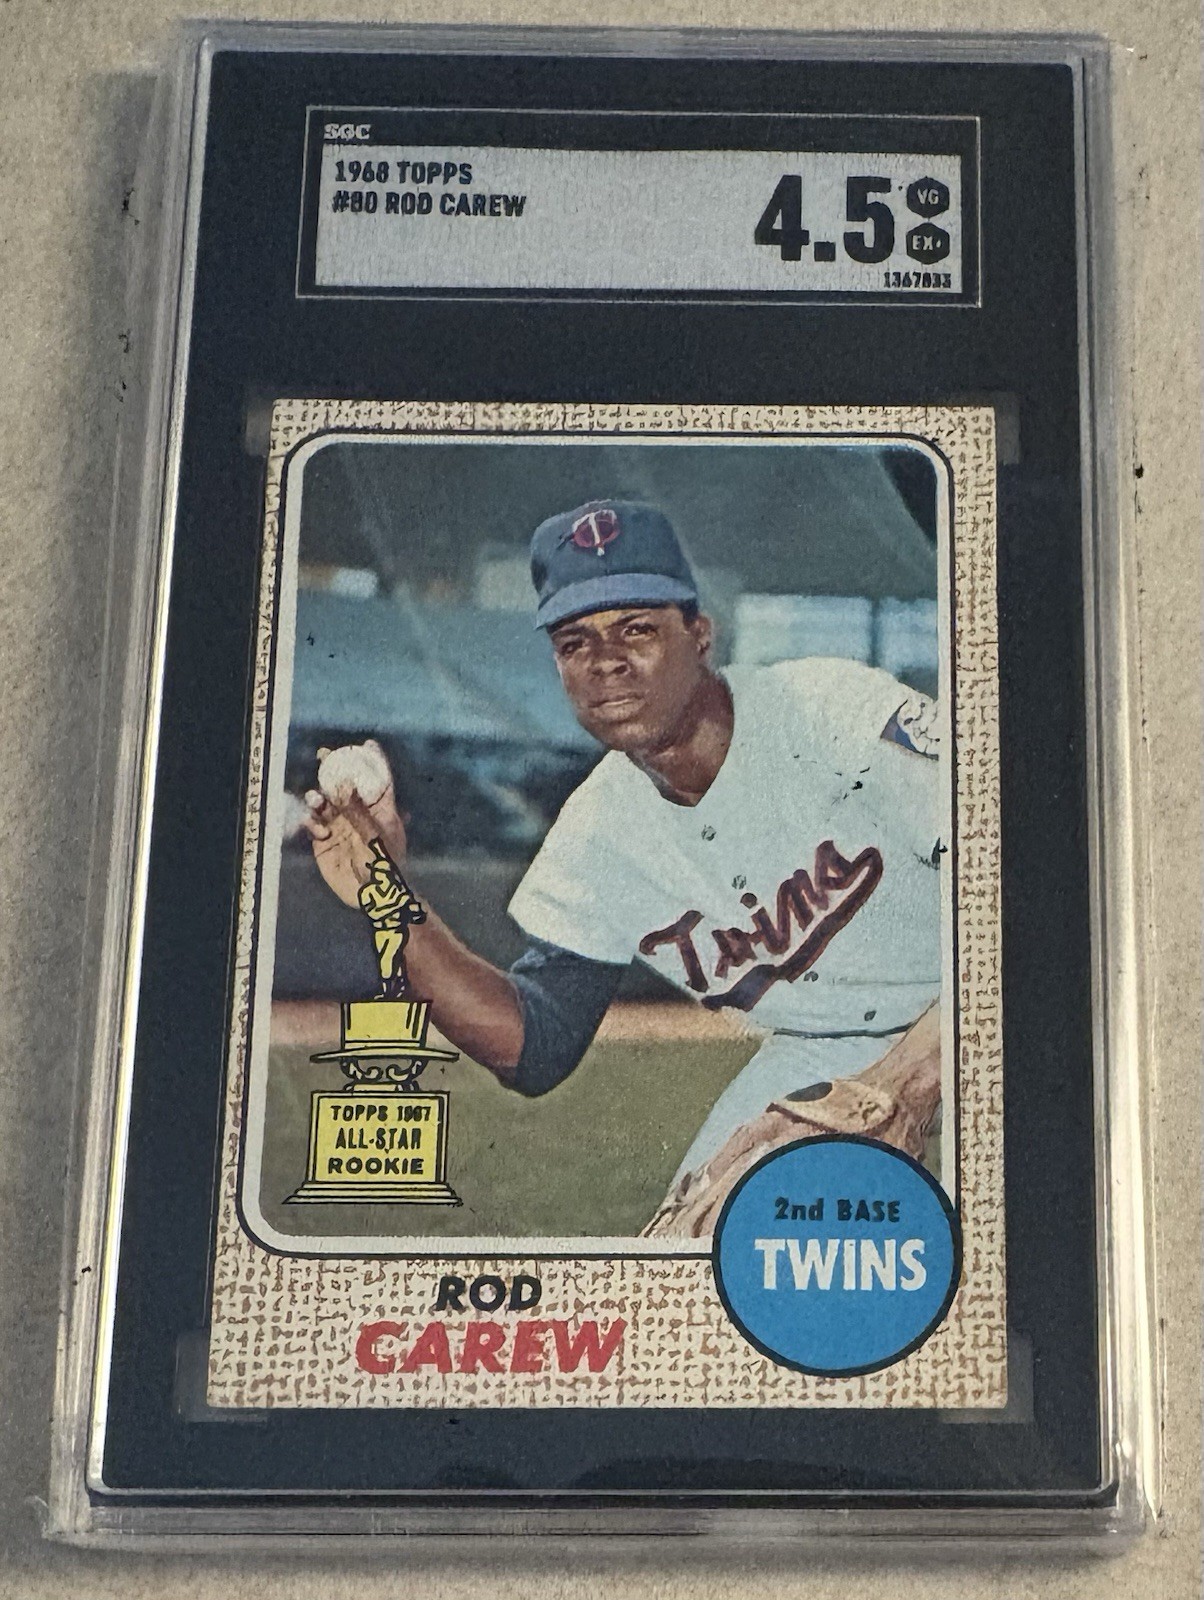 SGC
1968 TOPPS
#80 ROD CAREW
4.5
VG
EX+
1367833
T
Twins
TOPPS 1967
ALL-STAR
ROOKIE
2nd BASE
TWINS
ROD
CAREW